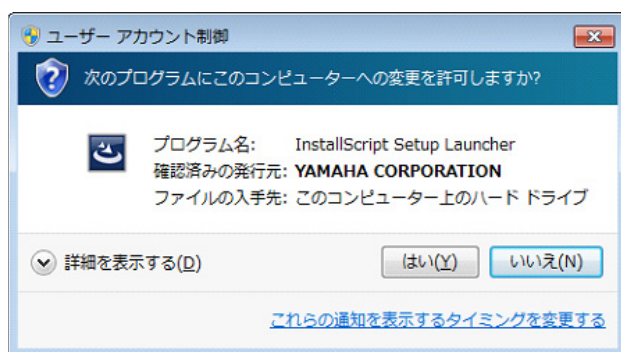 ユーザー アカウント制御
次のプログラムにこのコンピューターへの変更を許可しますか?
プログラム名: InstallScript Setup Launcher
確認済みの発行元: YAMAHA CORPORATION
ファイルの入手先: このコンピューター上のハード ドライブ
詳細を表示する(D) はい(Y) いいえ(N)
これらの通知を表示するタイミングを変更する